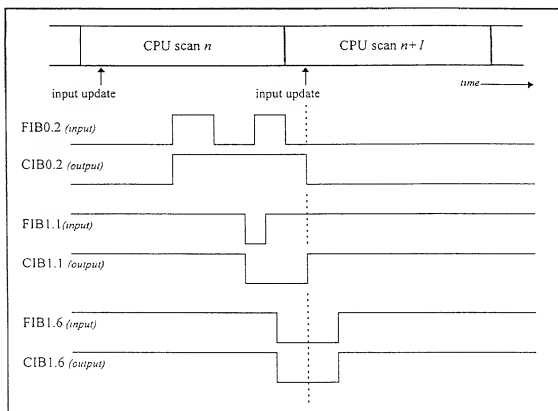 CPU scan n
CPU scan n+1
input update
input update
time
FIB0.2 (input)
CIB0.2 (output)
FIB1.1(input)
CIB1.1 (output)
FIB1.6 (input)
CIB1.6 (output)